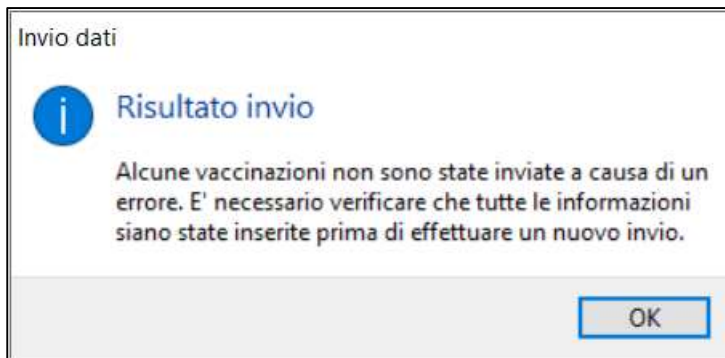 Invio dati
Risultato invio
Alcune vaccinazioni non sono state inviate a causa di un
errore. E' necessario verificare che tutte le informazioni
siano state inserite prima di effettuare un nuovo invio.
OK